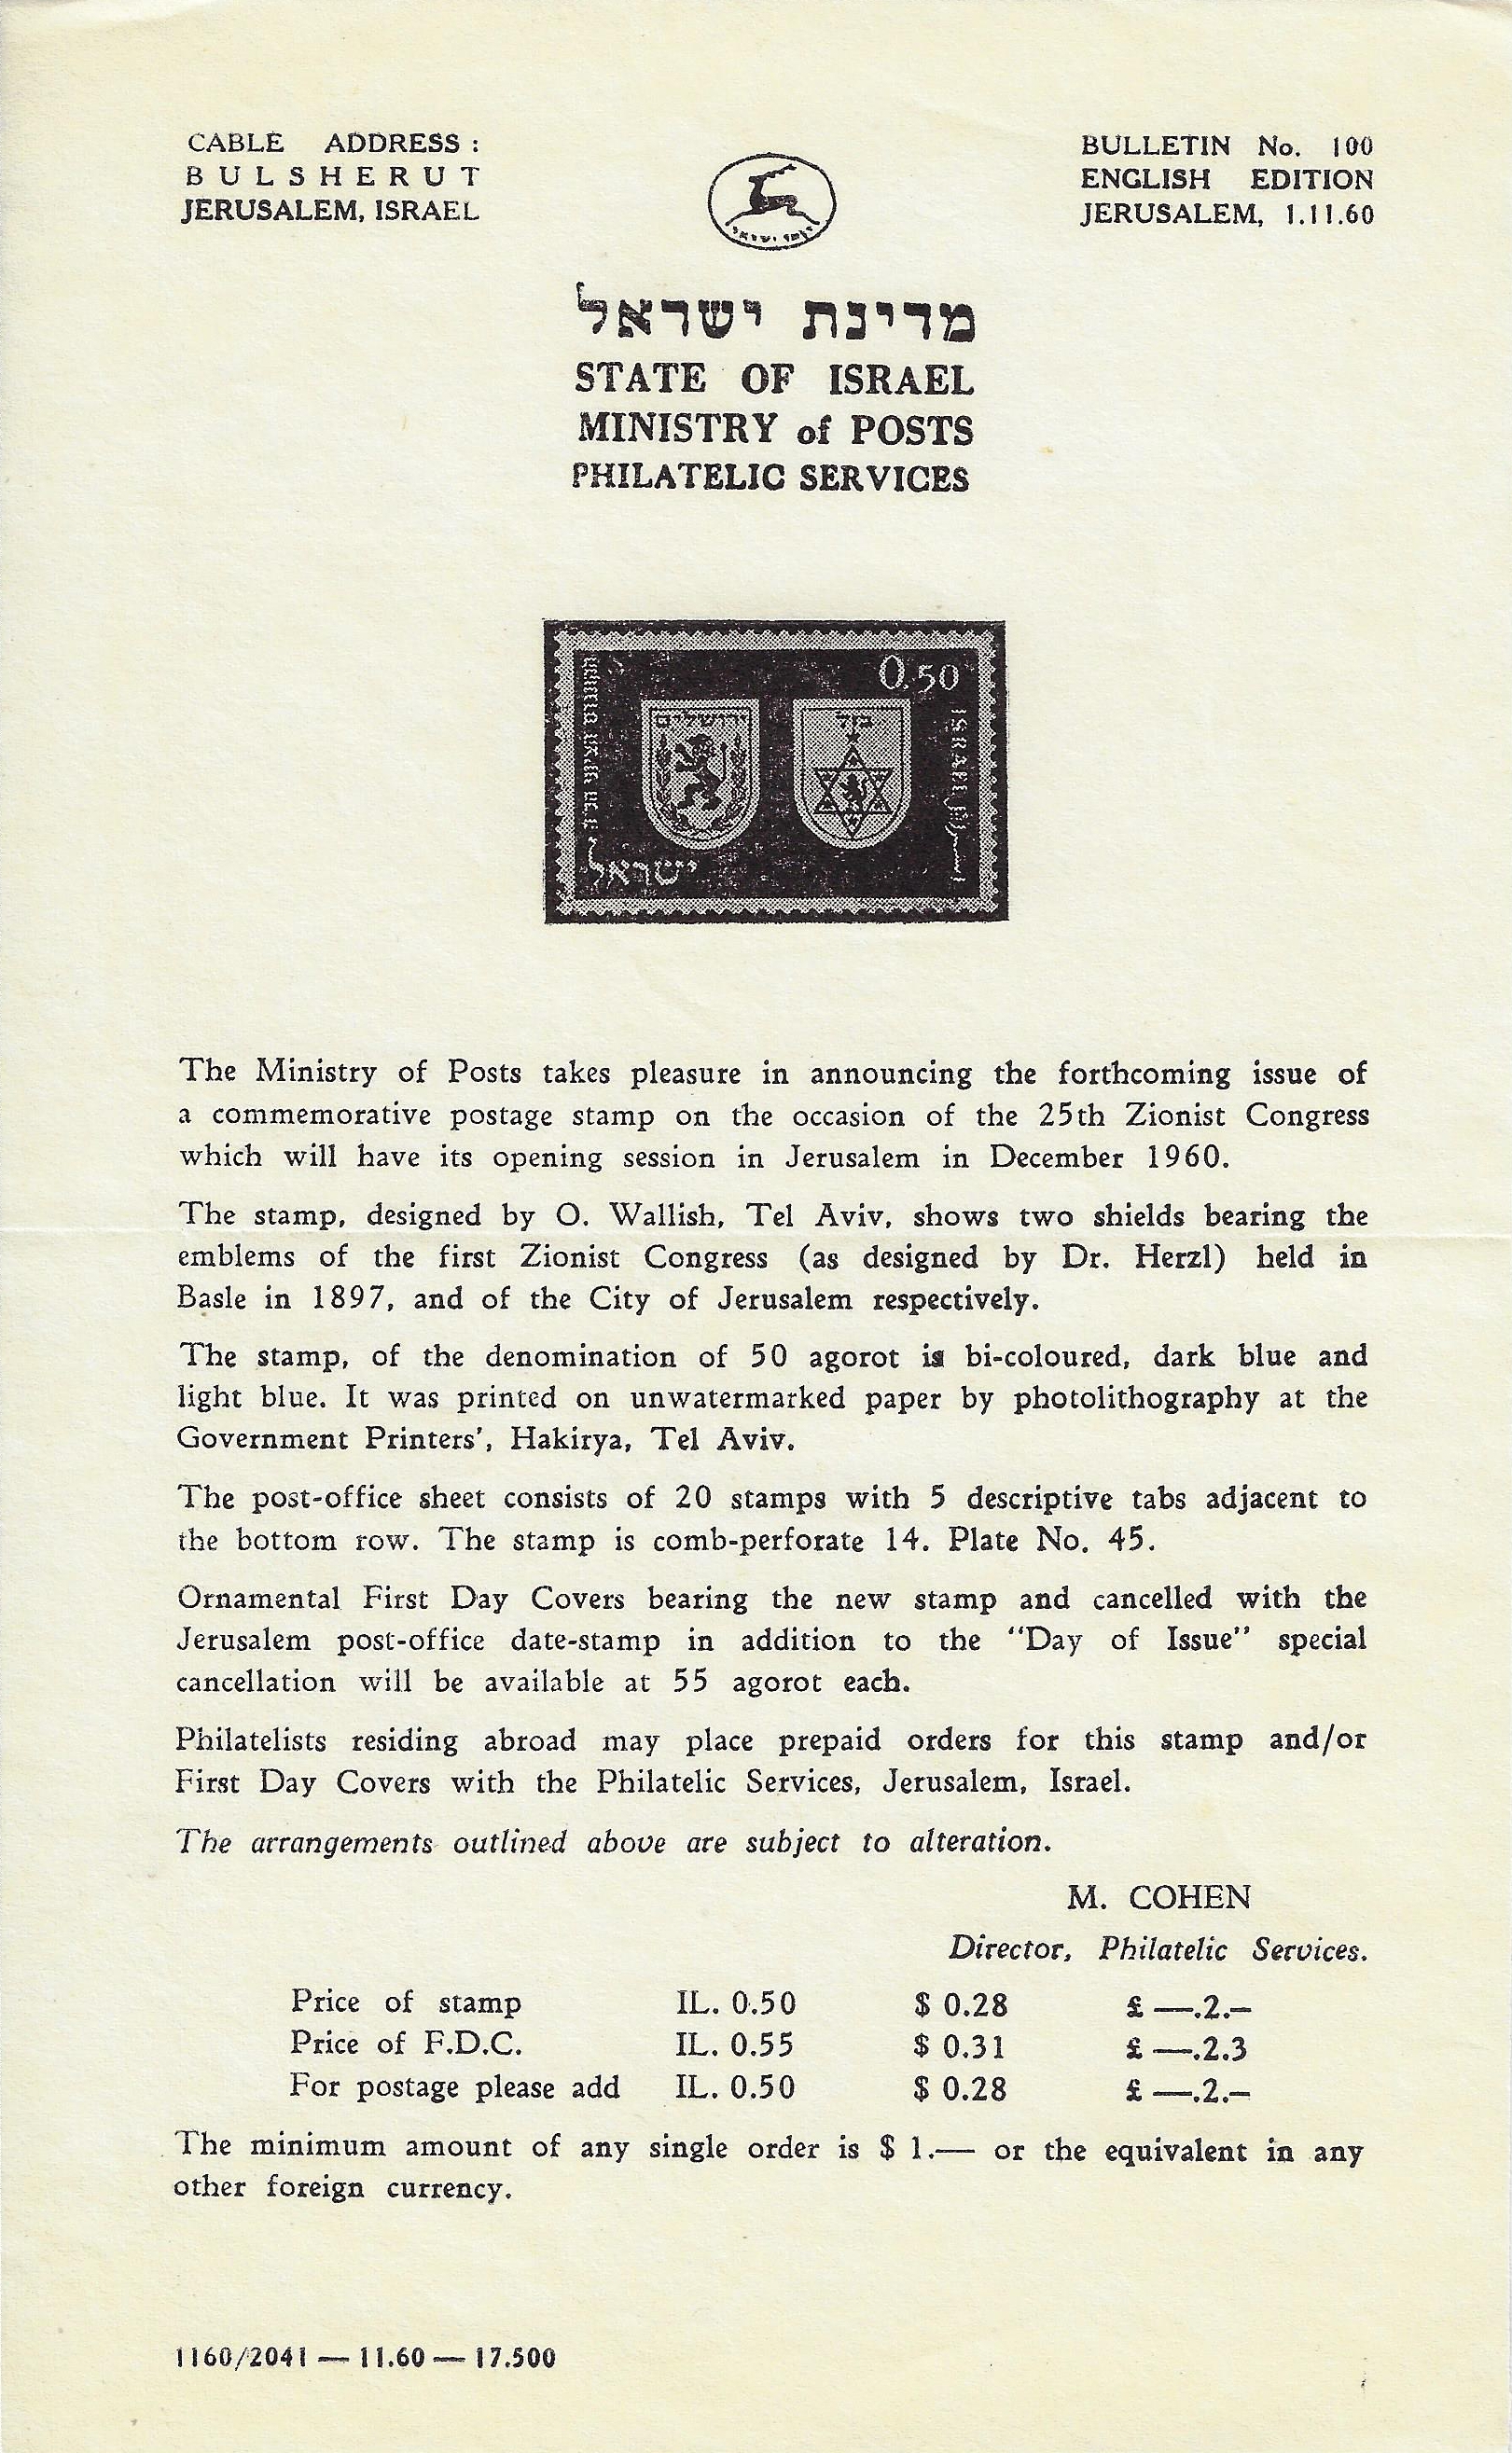 CABLE ADDRESS :
BULSHERUT
JERUSALEM, ISRAEL
BULLETIN No. 100
ENGLISH EDITION
JERUSALEM, 1.11.60
מדינת ישראל
STATE OF ISRAEL
MINISTRY of POSTS
PHILATELIC SERVICES
0.50
ירושלים
בזל
ISRAEL
اسرائيل
ישראל
The Ministry of Posts takes pleasure in announcing the forthcoming issue of
a commemorative postage stamp on the occasion of the 25th Zionist Congress
which will have its opening session in Jerusalem in December 1960.
The stamp, designed by O. Wallish, Tel Aviv, shows two shields bearing the
emblems of the first Zionist Congress (as designed by Dr. Herzl) held in
Basle in 1897, and of the City of Jerusalem respectively.
The stamp, of the denomination of 50 agorot is bi-coloured, dark blue and
light blue. It was printed on unwatermarked paper by photolithography at the
Government Printers', Hakirya, Tel Aviv.
The post-office sheet consists of 20 stamps with 5 descriptive tabs adjacent to
the bottom row. The stamp is comb-perforate 14. Plate No. 45.
Ornamental First Day Covers bearing the new stamp and cancelled with the
Jerusalem post-office date-stamp in addition to the "Day of Issue" special
cancellation will be available at 55 agorot each.
Philatelists residing abroad may place prepaid orders for this stamp and/or
First Day Covers with the Philatelic Services, Jerusalem, Israel.
The arrangements outlined above are subject to alteration.
M. COHEN
Director, Philatelic Services.
Price of stamp IL. 0.50 $ 0.28 £ —.2.—
Price of F.D.C. IL. 0.55 $ 0.31 £ —.2.3
For postage please add IL. 0.50 $ 0.28 £ —.2.—
The minimum amount of any single order is $ 1.— or the equivalent in any
other foreign currency.
1160/2041 — 11.60 — 17.500